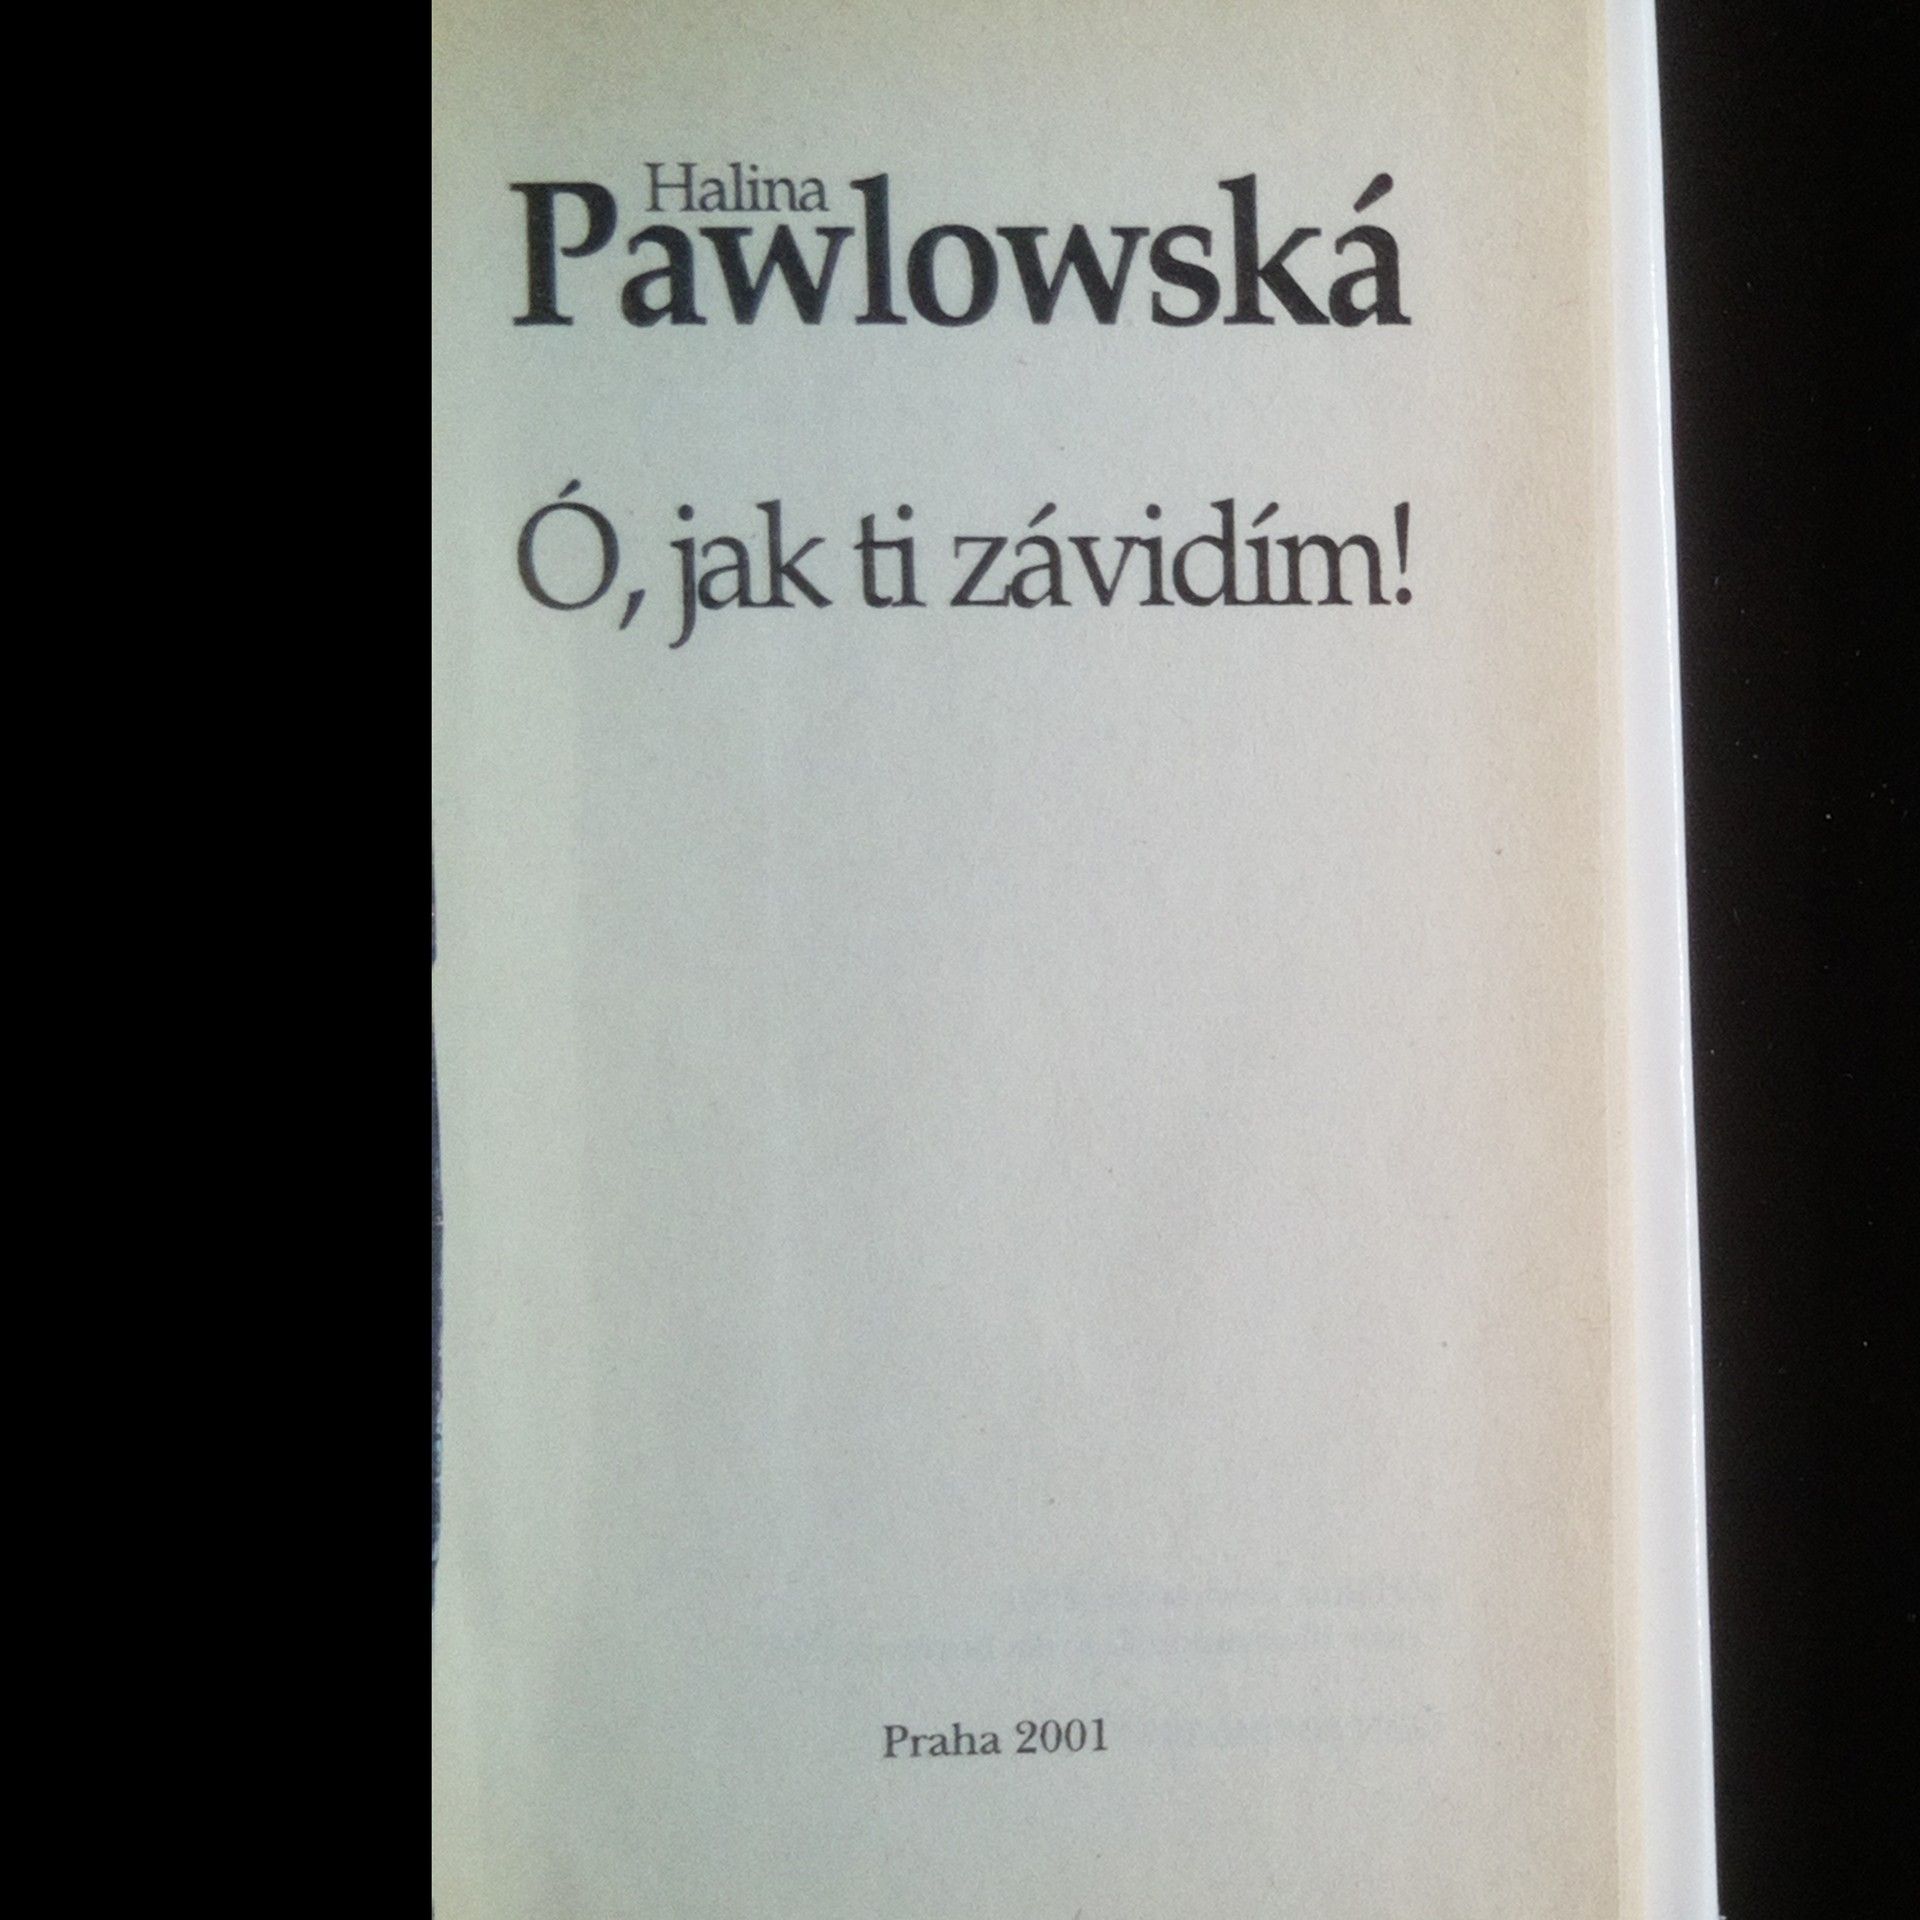 Halina
Pawlowská
Ó, jak ti závidím!
Praha 2001